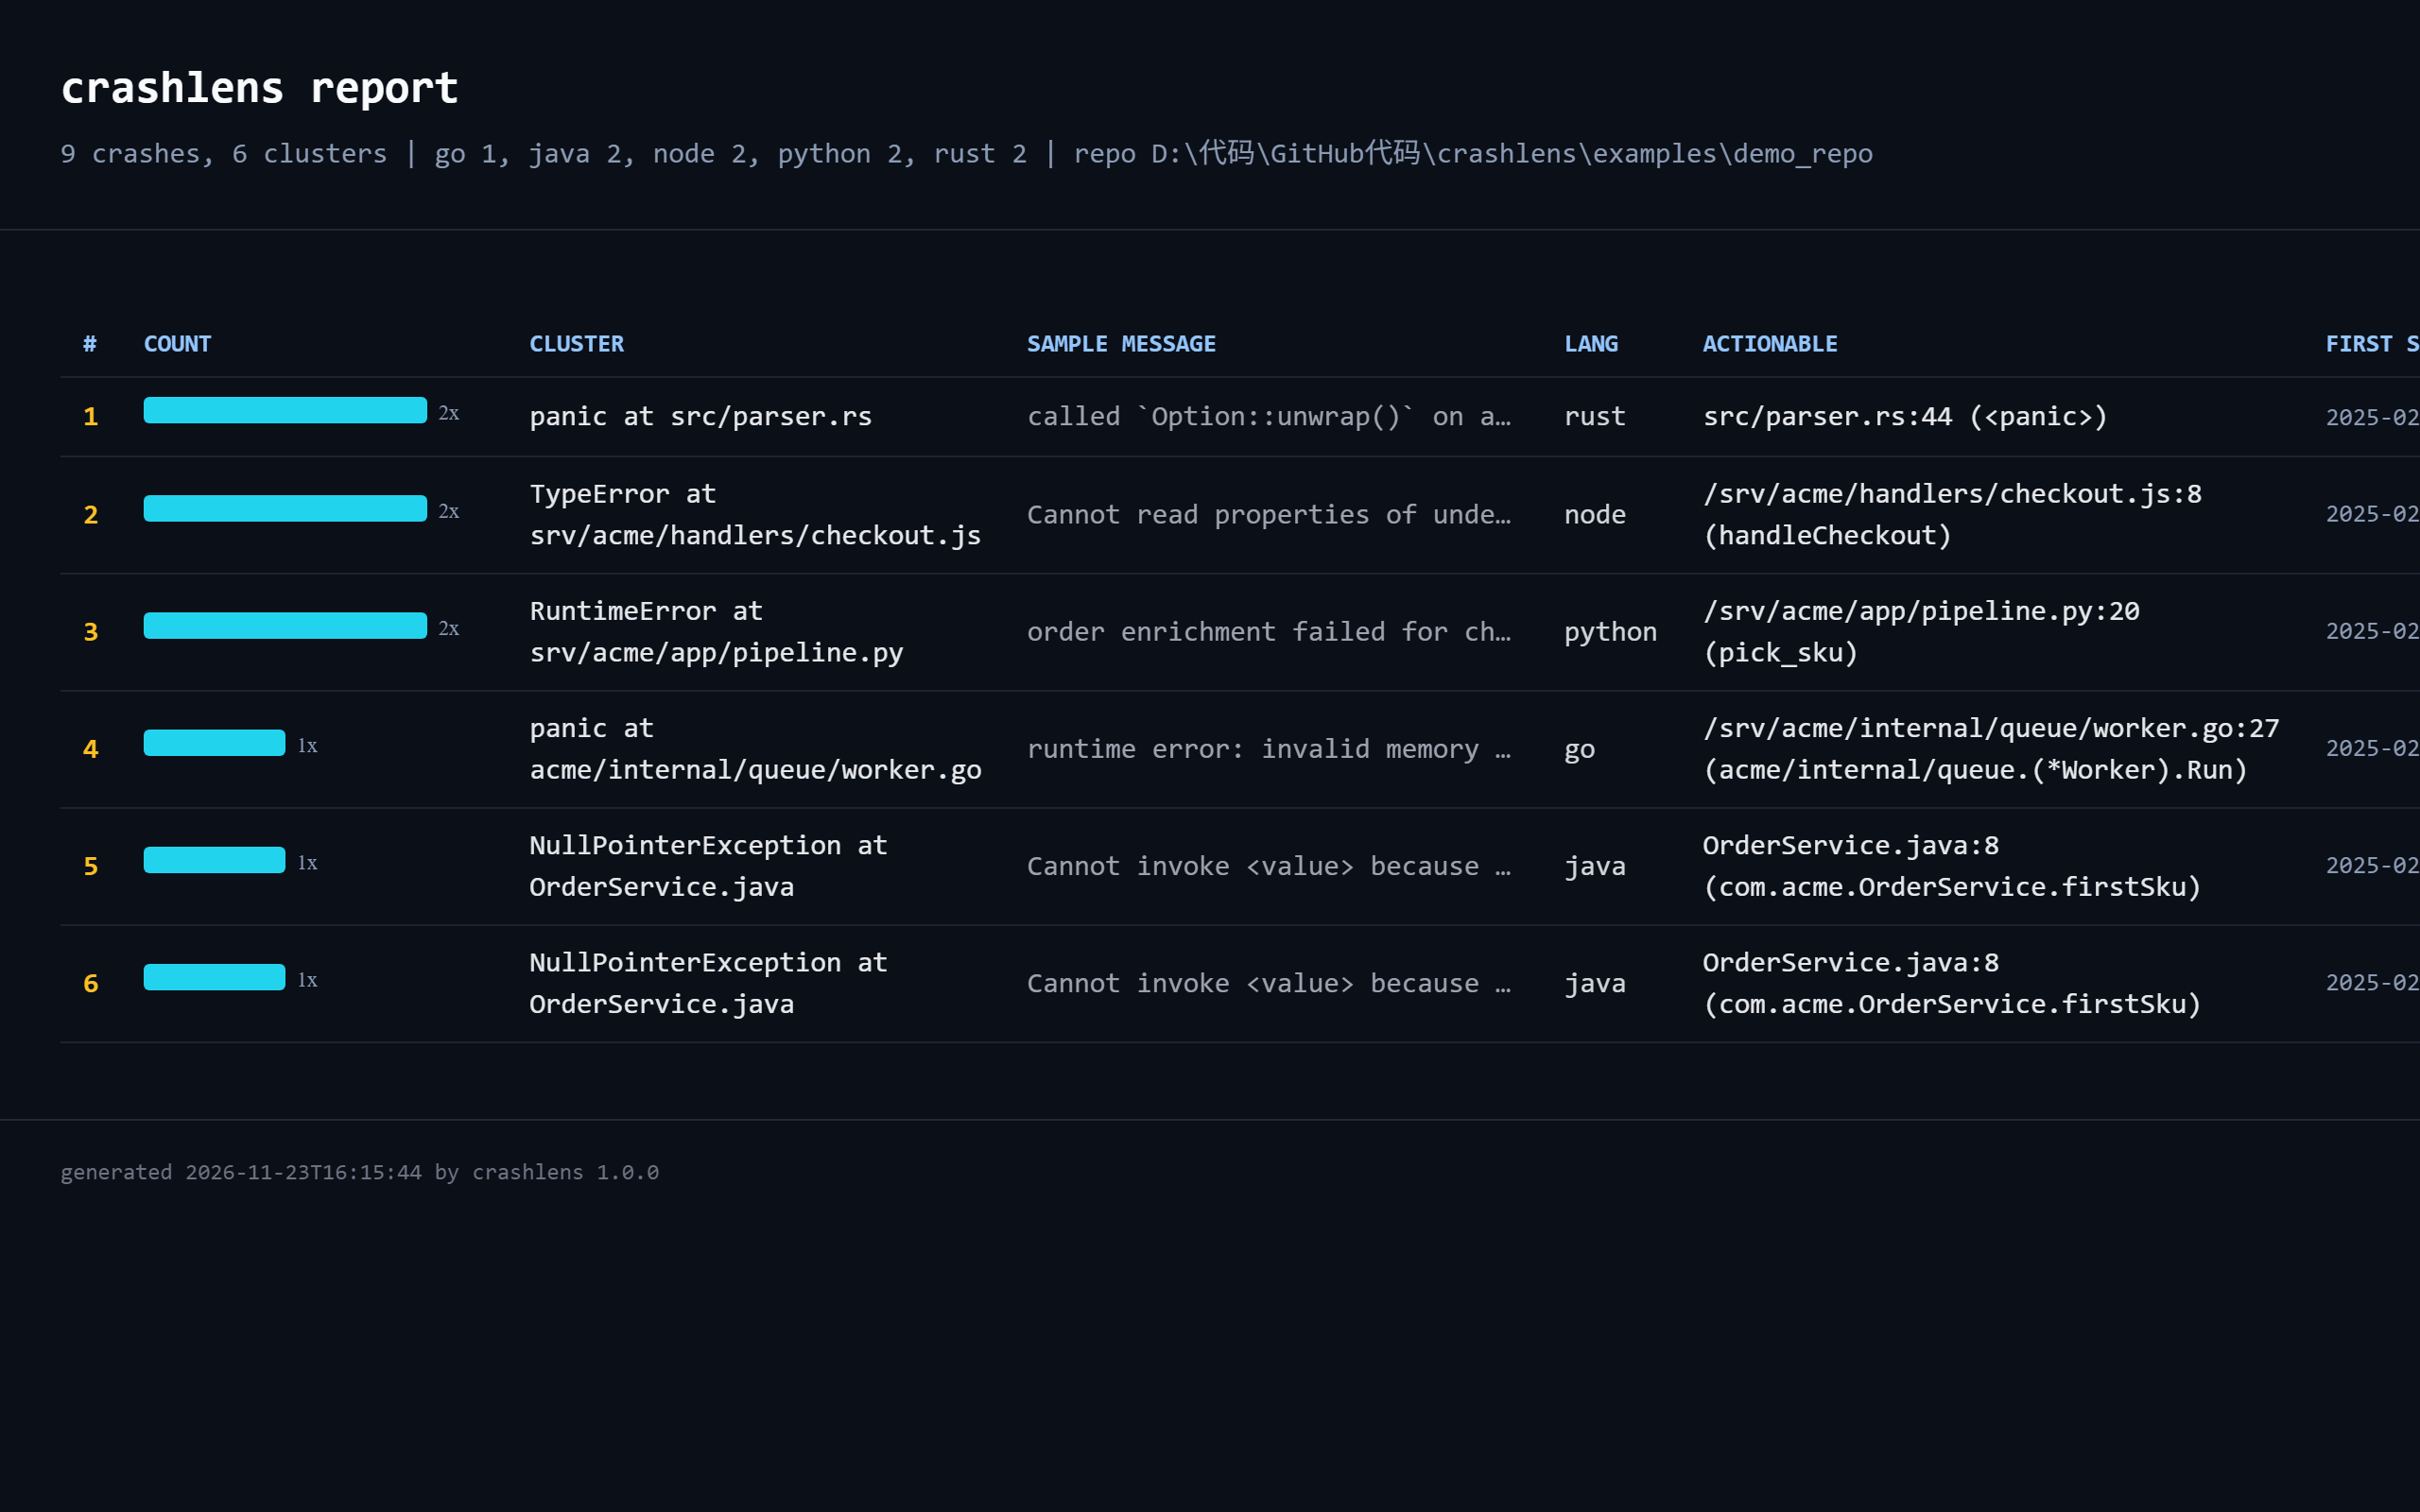 crashlens report
9 crashes, 6 clusters | go 1, java 2, node 2, python 2, rust 2 | repo D:\代码\GitHub代码\crashlens\examples\demo_repo
# COUNT CLUSTER SAMPLE MESSAGE LANG ACTIONABLE FIRST S
1 2x panic at src/parser.rs called `Option::unwrap()` on a… rust src/parser.rs:44 (<panic>) 2025-02
2 2x TypeError at
srv/acme/handlers/checkout.js Cannot read properties of unde… node /srv/acme/handlers/checkout.js:8
(handleCheckout) 2025-02
3 2x RuntimeError at
srv/acme/app/pipeline.py order enrichment failed for ch… python /srv/acme/app/pipeline.py:20
(pick_sku) 2025-02
4 1x panic at
acme/internal/queue/worker.go runtime error: invalid memory … go /srv/acme/internal/queue/worker.go:27
(acme/internal/queue.(*Worker).Run) 2025-02
5 1x NullPointerException at
OrderService.java Cannot invoke <value> because … java OrderService.java:8
(com.acme.OrderService.firstSku) 2025-02
6 1x NullPointerException at
OrderService.java Cannot invoke <value> because … java OrderService.java:8
(com.acme.OrderService.firstSku) 2025-02
generated 2026-11-23T16:15:44 by crashlens 1.0.0